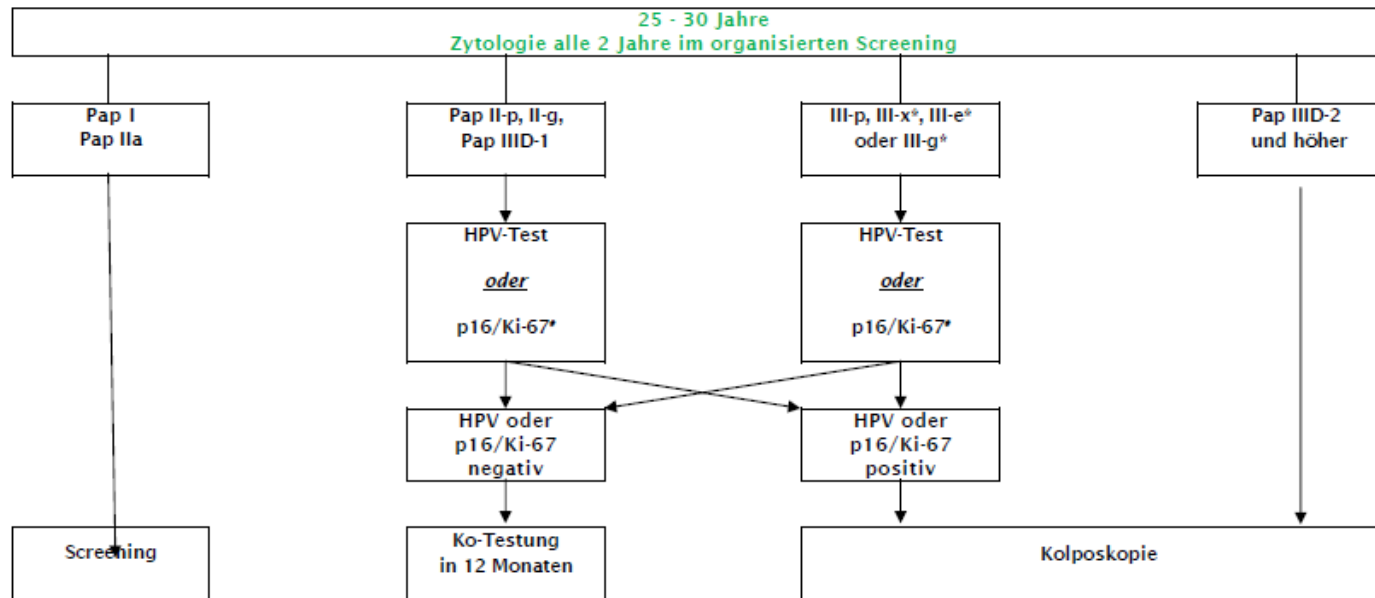 25 - 30 Jahre
Zytologie alle 2 Jahre im organisierten Screening
Pap I
Pap IIa
Pap II-p, II-g,
Pap IIID-1
III-p, III-x*, III-e*
oder III-g*
Pap IIID-2
und höher
HPV-Test
oder
p16/Ki-67*
HPV-Test
oder
p16/Ki-67*
HPV oder
p16/Ki-67
negativ
HPV oder
p16/Ki-67
positiv
Screening
Ko-Testung
in 12 Monaten
Kolposkopie